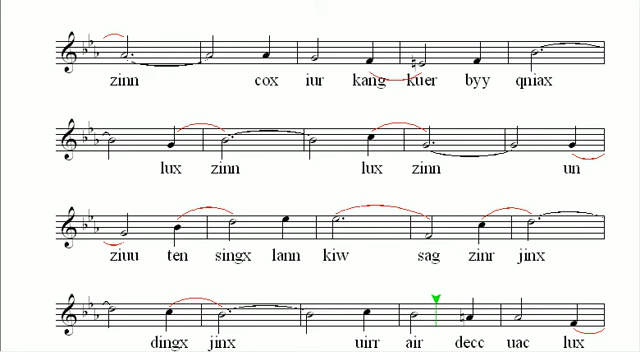 zinn cox iur kang kuer byy qniax
lux zinn lux zinn un
ziuu ten singx lann kiw sag zinr jinx
dingx jinx uirr air decc uac lux